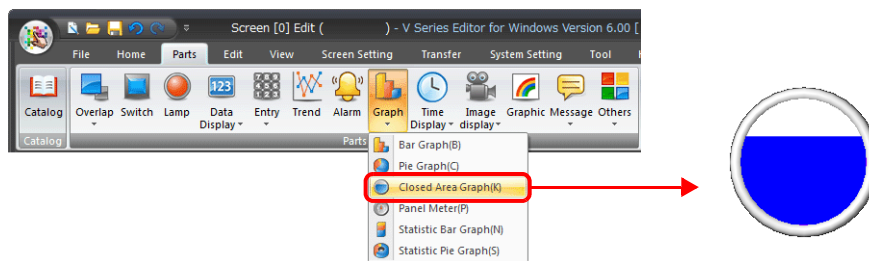 Screen [0] Edit ( ) - V Series Editor for Windows Version 6.00 [
File Home Parts Edit View Screen Setting Transfer System Setting Tool
Catalog Overlap Switch Lamp Data Display Entry Trend Alarm Graph Time Display Image display Graphic Message Others
123
Catalog Parts
Bar Graph(B)
Pie Graph(C)
Closed Area Graph(K)
Panel Meter(P)
Statistic Bar Graph(N)
Statistic Pie Graph(S)